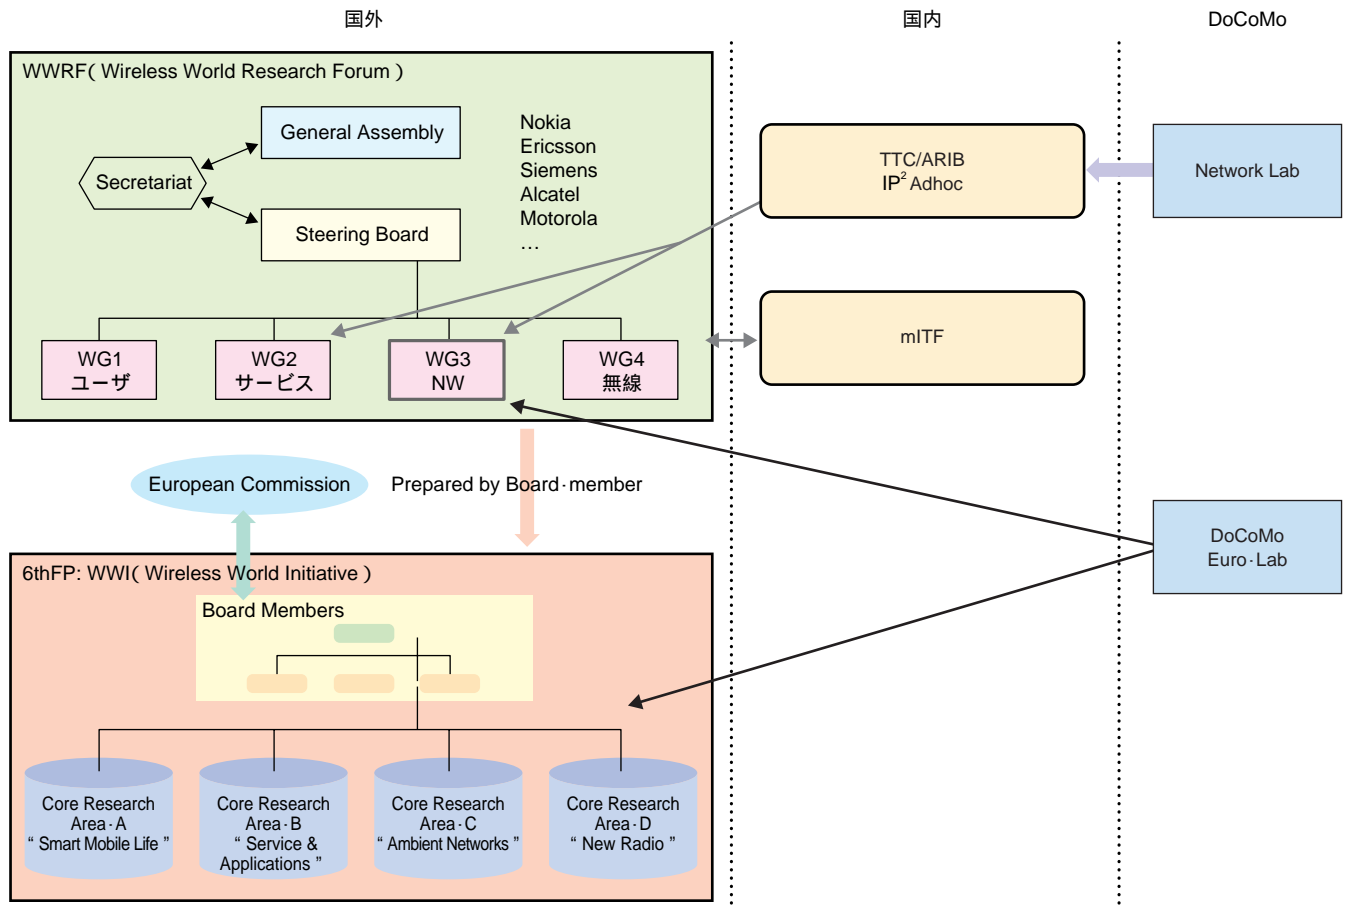 国外
国内
DoCoMo
WWRF( Wireless World Research Forum )
General Assembly
Secretariat
Steering Board
Nokia
Ericsson
Siemens
Alcatel
Motorola
…
WG1
ユーザ
WG2
サービス
WG3
NW
WG4
無線
TTC/ARIB
IP² Adhoc
mITF
Network Lab
European Commission
Prepared by Board·member
DoCoMo
Euro·Lab
6thFP: WWI( Wireless World Initiative )
Board Members
Core Research
Area·A
“ Smart Mobile Life ”
Core Research
Area·B
“ Service &
Applications ”
Core Research
Area·C
“ Ambient Networks ”
Core Research
Area·D
“ New Radio ”